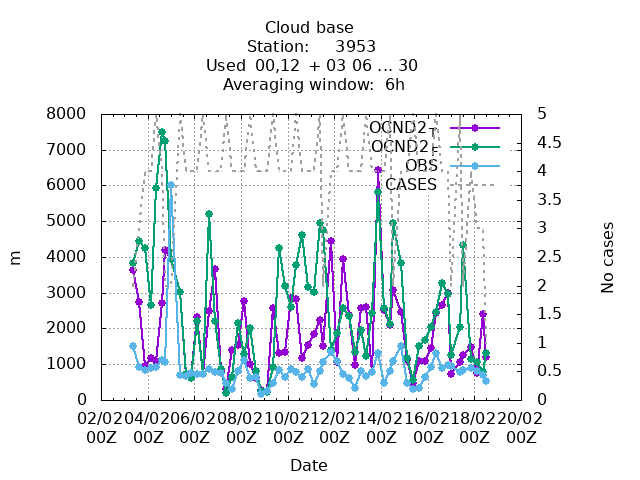 Cloud base
Station: 3953
Used 00,12 + 03 06 ... 30
Averaging window: 6h
8000
7000
6000
5000
4000
3000
2000
1000
0
m
5
4.5
4
3.5
3
2.5
2
1.5
1
0.5
0
No cases
OCND2-
OCND2-
OBS
CASES
02/02 04/02 06/02 08/02 10/02 12/02 14/02 16/02 18/02 20/02
00Z 00Z 00Z 00Z 00Z 00Z 00Z 00Z 00Z 00Z
Date